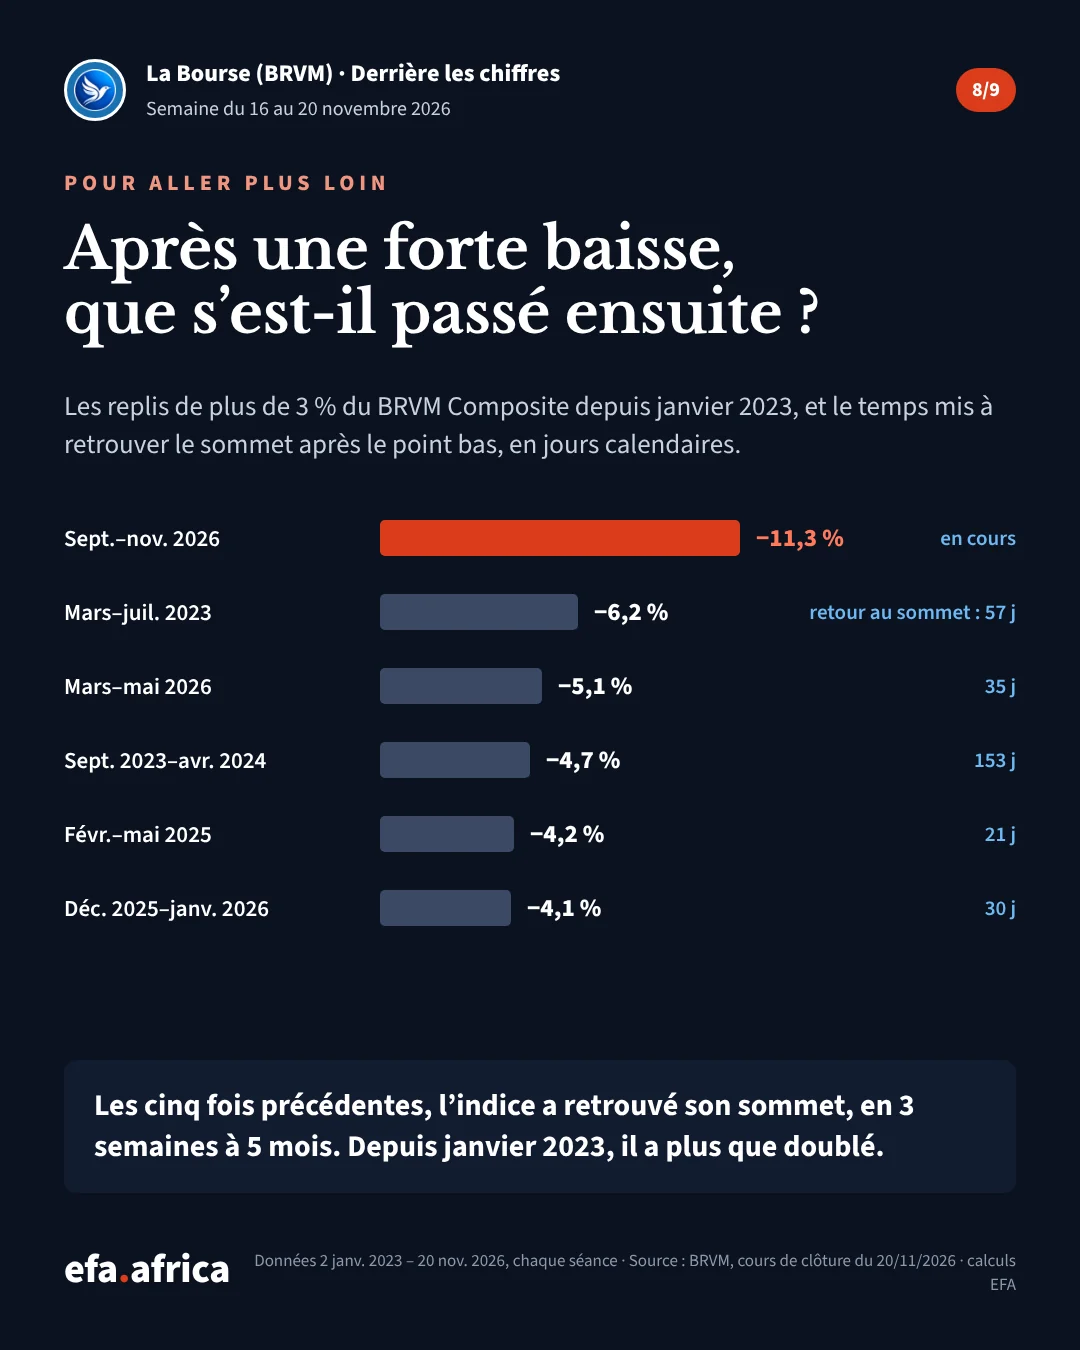 La Bourse (BRVM) · Derrière les chiffres
Semaine du 16 au 20 novembre 2026
8/9
POUR ALLER PLUS LOIN
Après une forte baisse,
que s’est-il passé ensuite ?
Les replis de plus de 3 % du BRVM Composite depuis janvier 2023, et le temps mis à
retrouver le sommet après le point bas, en jours calendaires.
Sept.–nov. 2026 −11,3 % en cours
Mars–juil. 2023 −6,2 % retour au sommet : 57 j
Mars–mai 2026 −5,1 % 35 j
Sept. 2023–avr. 2024 −4,7 % 153 j
Févr.–mai 2025 −4,2 % 21 j
Déc. 2025–janv. 2026 −4,1 % 30 j
Les cinq fois précédentes, l’indice a retrouvé son sommet, en 3
semaines à 5 mois. Depuis janvier 2023, il a plus que doublé.
efa.africa
Données 2 janv. 2023 – 20 nov. 2026, chaque séance · Source : BRVM, cours de clôture du 20/11/2026 · calculs
EFA